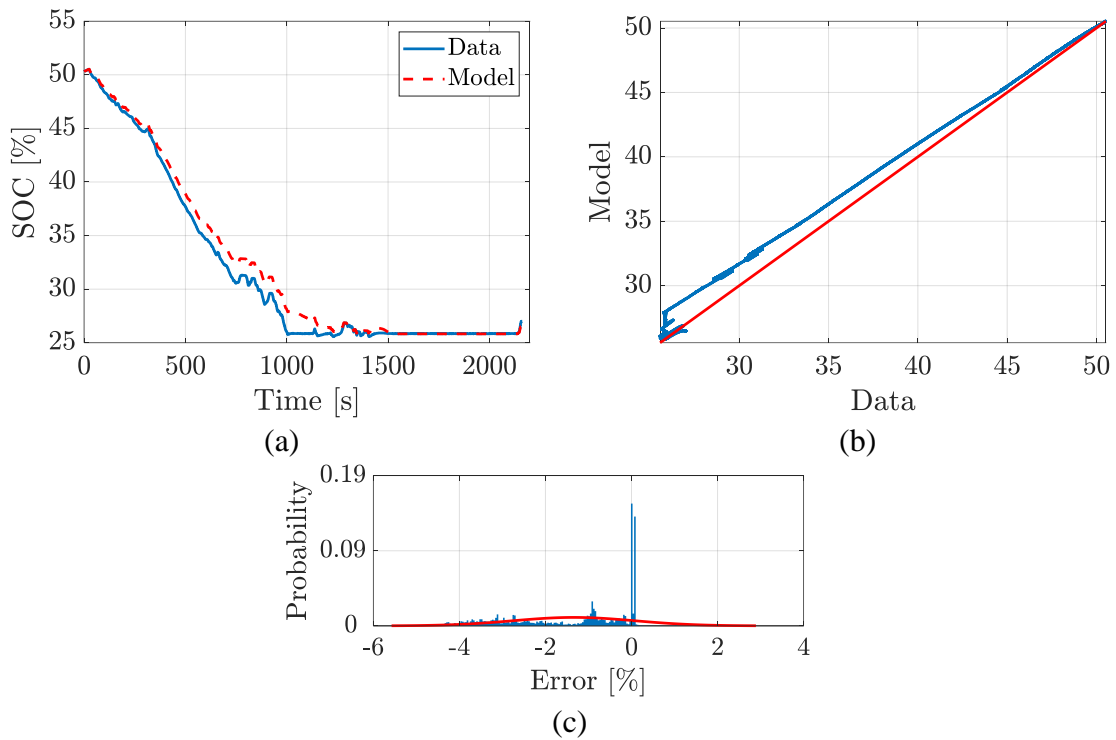 55
50
45
40
35
30
25
SOC [%]
0 500 1000 1500 2000
Time [s]
Data
Model
(a)
50
45
40
35
30
Model
30 35 40 45 50
Data
(b)
0.19
0.09
0
Probability
-6 -4 -2 0 2 4
Error [%]
(c)